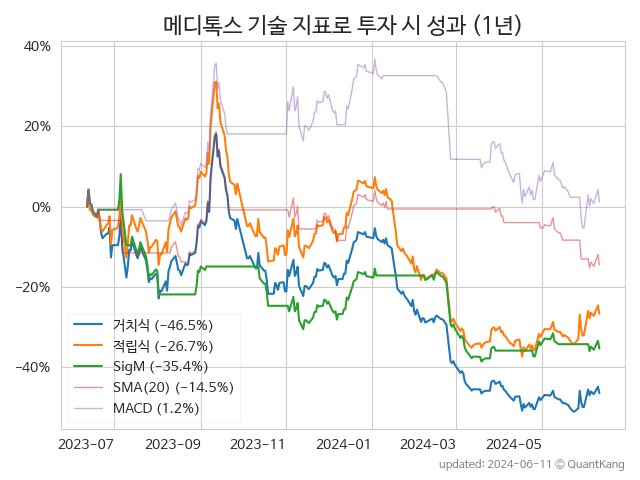 메디톡스 기술 지표로 투자 시 성과 (1년)
40%
20%
0%
−20%
−40%
거치식 (−46.5%)
적립식 (−26.7%)
SigM (−35.4%)
SMA(20) (−14.5%)
MACD (1.2%)
2023-07 2023-09 2023-11 2024-01 2024-03 2024-05
updated: 2024-06-11 © QuantKang